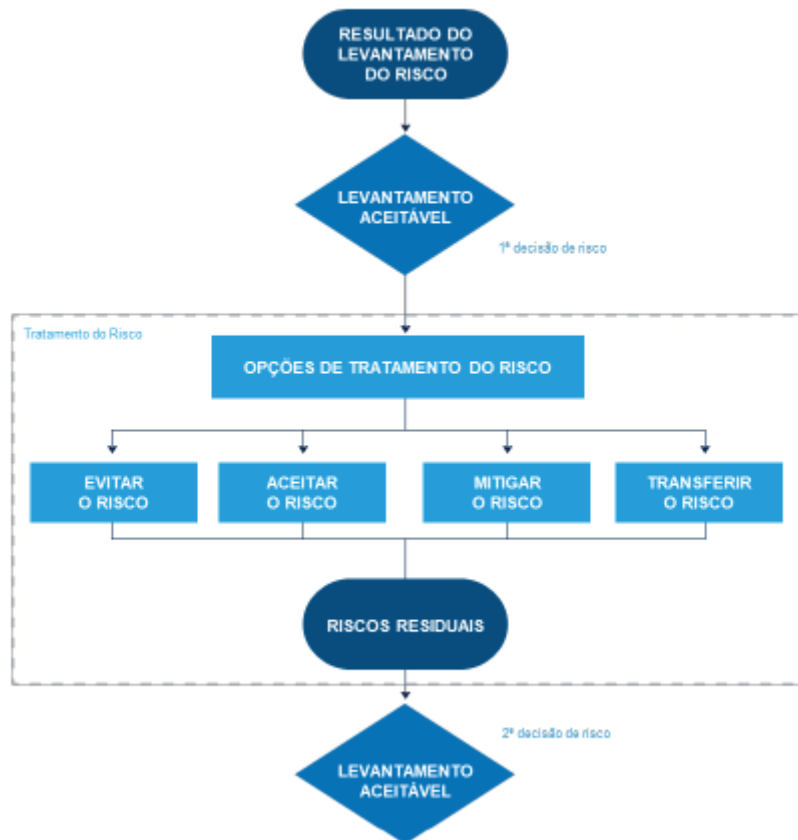 RESULTADO DO
LEVANTAMENTO
DO RISCO
LEVANTAMENTO
ACEITÁVEL
1ª decisão de risco
Tratamento do Risco
OPÇÕES DE TRATAMENTO DO RISCO
EVITAR
O RISCO
ACEITAR
O RISCO
MITIGAR
O RISCO
TRANSFERIR
O RISCO
RISCOS RESIDUAIS
2ª decisão de risco
LEVANTAMENTO
ACEITÁVEL